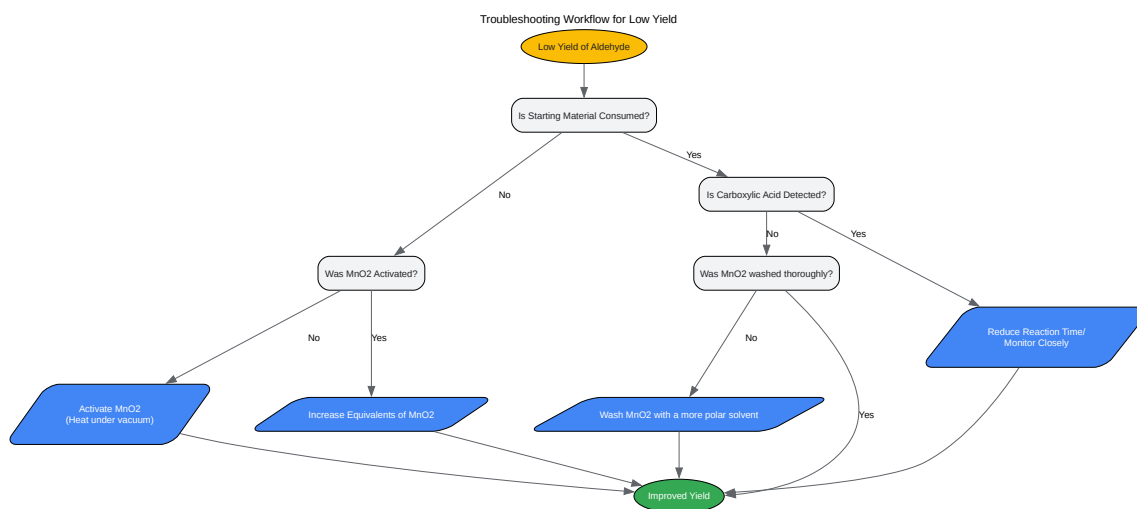 Troubleshooting Workflow for Low Yield
Low Yield of Aldehyde
Is Starting Material Consumed?
Yes
No
Is Carboxylic Acid Detected?
No
Yes
Was MnO2 Activated?
Was MnO2 washed thoroughly?
No
Yes
No
Reduce Reaction Time/
Monitor Closely
Activate MnO2
(Heat under vacuum)
Increase Equivalents of MnO2
Wash MnO2 with a more polar solvent
Yes
Improved Yield